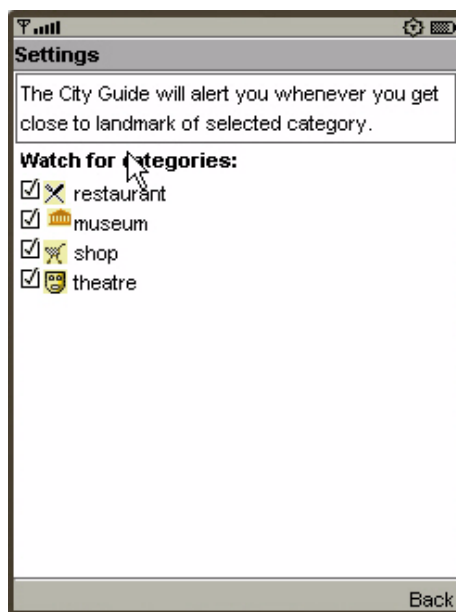 Settings
The City Guide will alert you whenever you get
close to landmark of selected category.
Watch for categories:
restaurant
museum
shop
theatre
Back